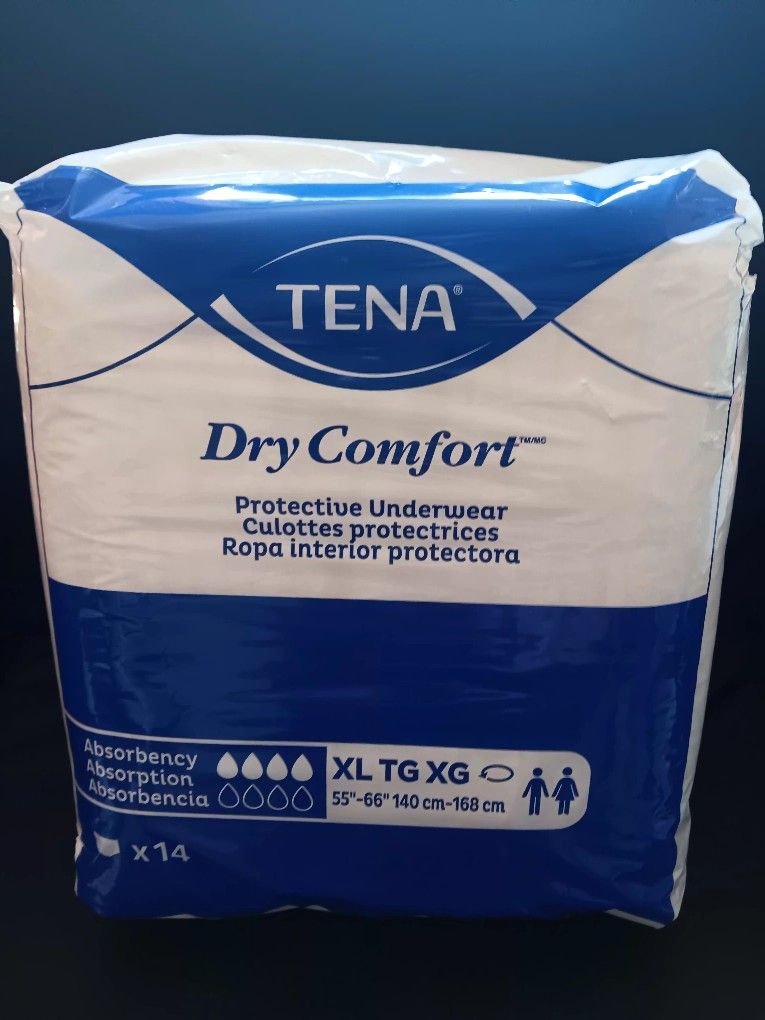 TENA®
Dry Comfort™/MC
Protective Underwear
Culottes protectrices
Ropa interior protectora
Absorbency
Absorption
Absorbencia
XL TG XG
55"-66" 140 cm-168 cm
x14